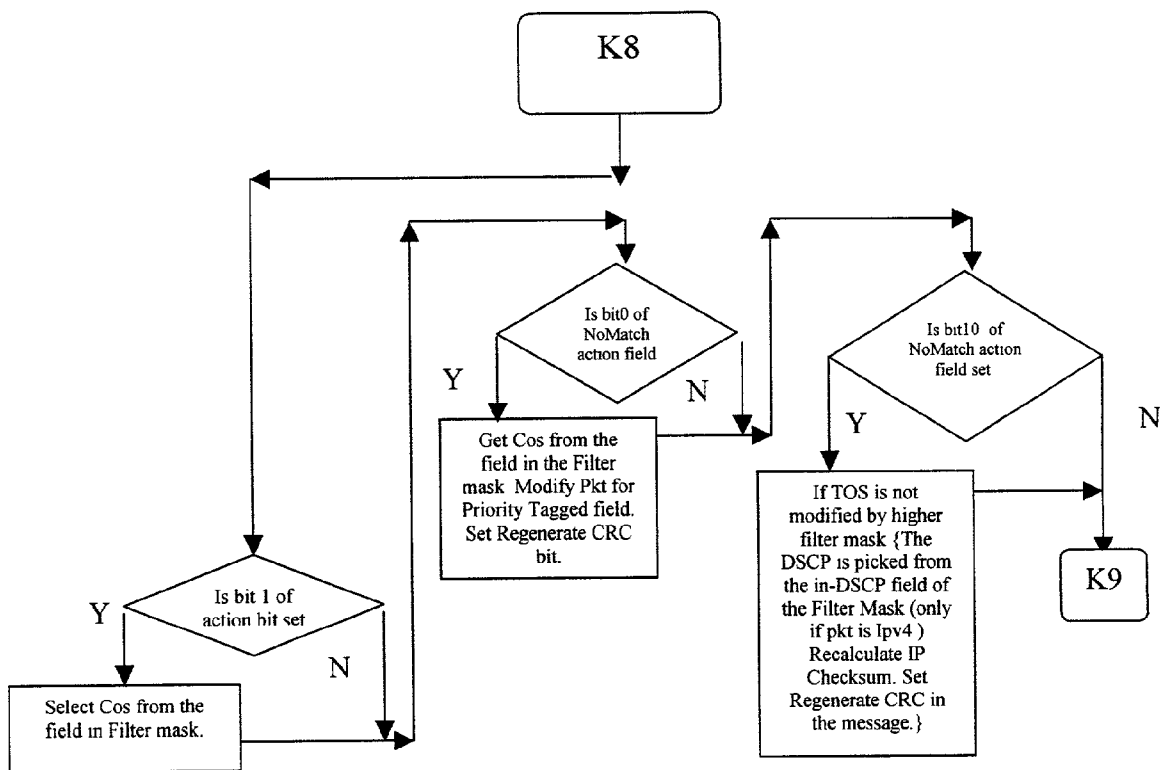 K8
Is bit 1 of
action bit set
Y
N
Select Cos from the
field in Filter mask.
Is bit0 of
NoMatch
action field
Y
N
Get Cos from the
field in the Filter
mask Modify Pkt for
Priority Tagged field.
Set Regenerate CRC
bit.
Is bit10 of
NoMatch action
field set
Y
N
If TOS is not
modified by higher
filter mask {The
DSCP is picked from
the in-DSCP field of
the Filter Mask (only
if pkt is Ipv4 )
Recalculate IP
Checksum. Set
Regenerate CRC in
the message.}
K9